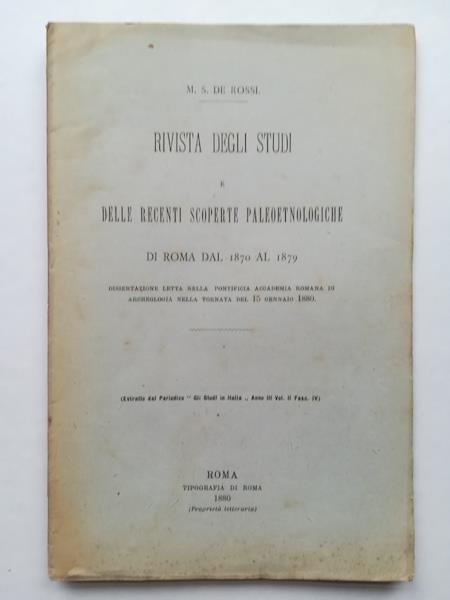 M. S. DE ROSSI.
RIVISTA DEGLI STUDI
E
DELLE RECENTI SCOPERTE PALEOETNOLOGICHE
DI ROMA DAL 1870 AL 1879
DISSERTAZIONE LETTA NELLA PONTIFICIA ACCADEMIA ROMANA DI
ARCHEOLOGIA NELLA TORNATA DEL 15 GENNAIO 1880.
(Estratto dal Periodico " Gli Studi in Italia „ Anno III Vol. II Fasc. IV)
ROMA
TIPOGRAFIA DI ROMA
1880
(Proprietà letteraria)